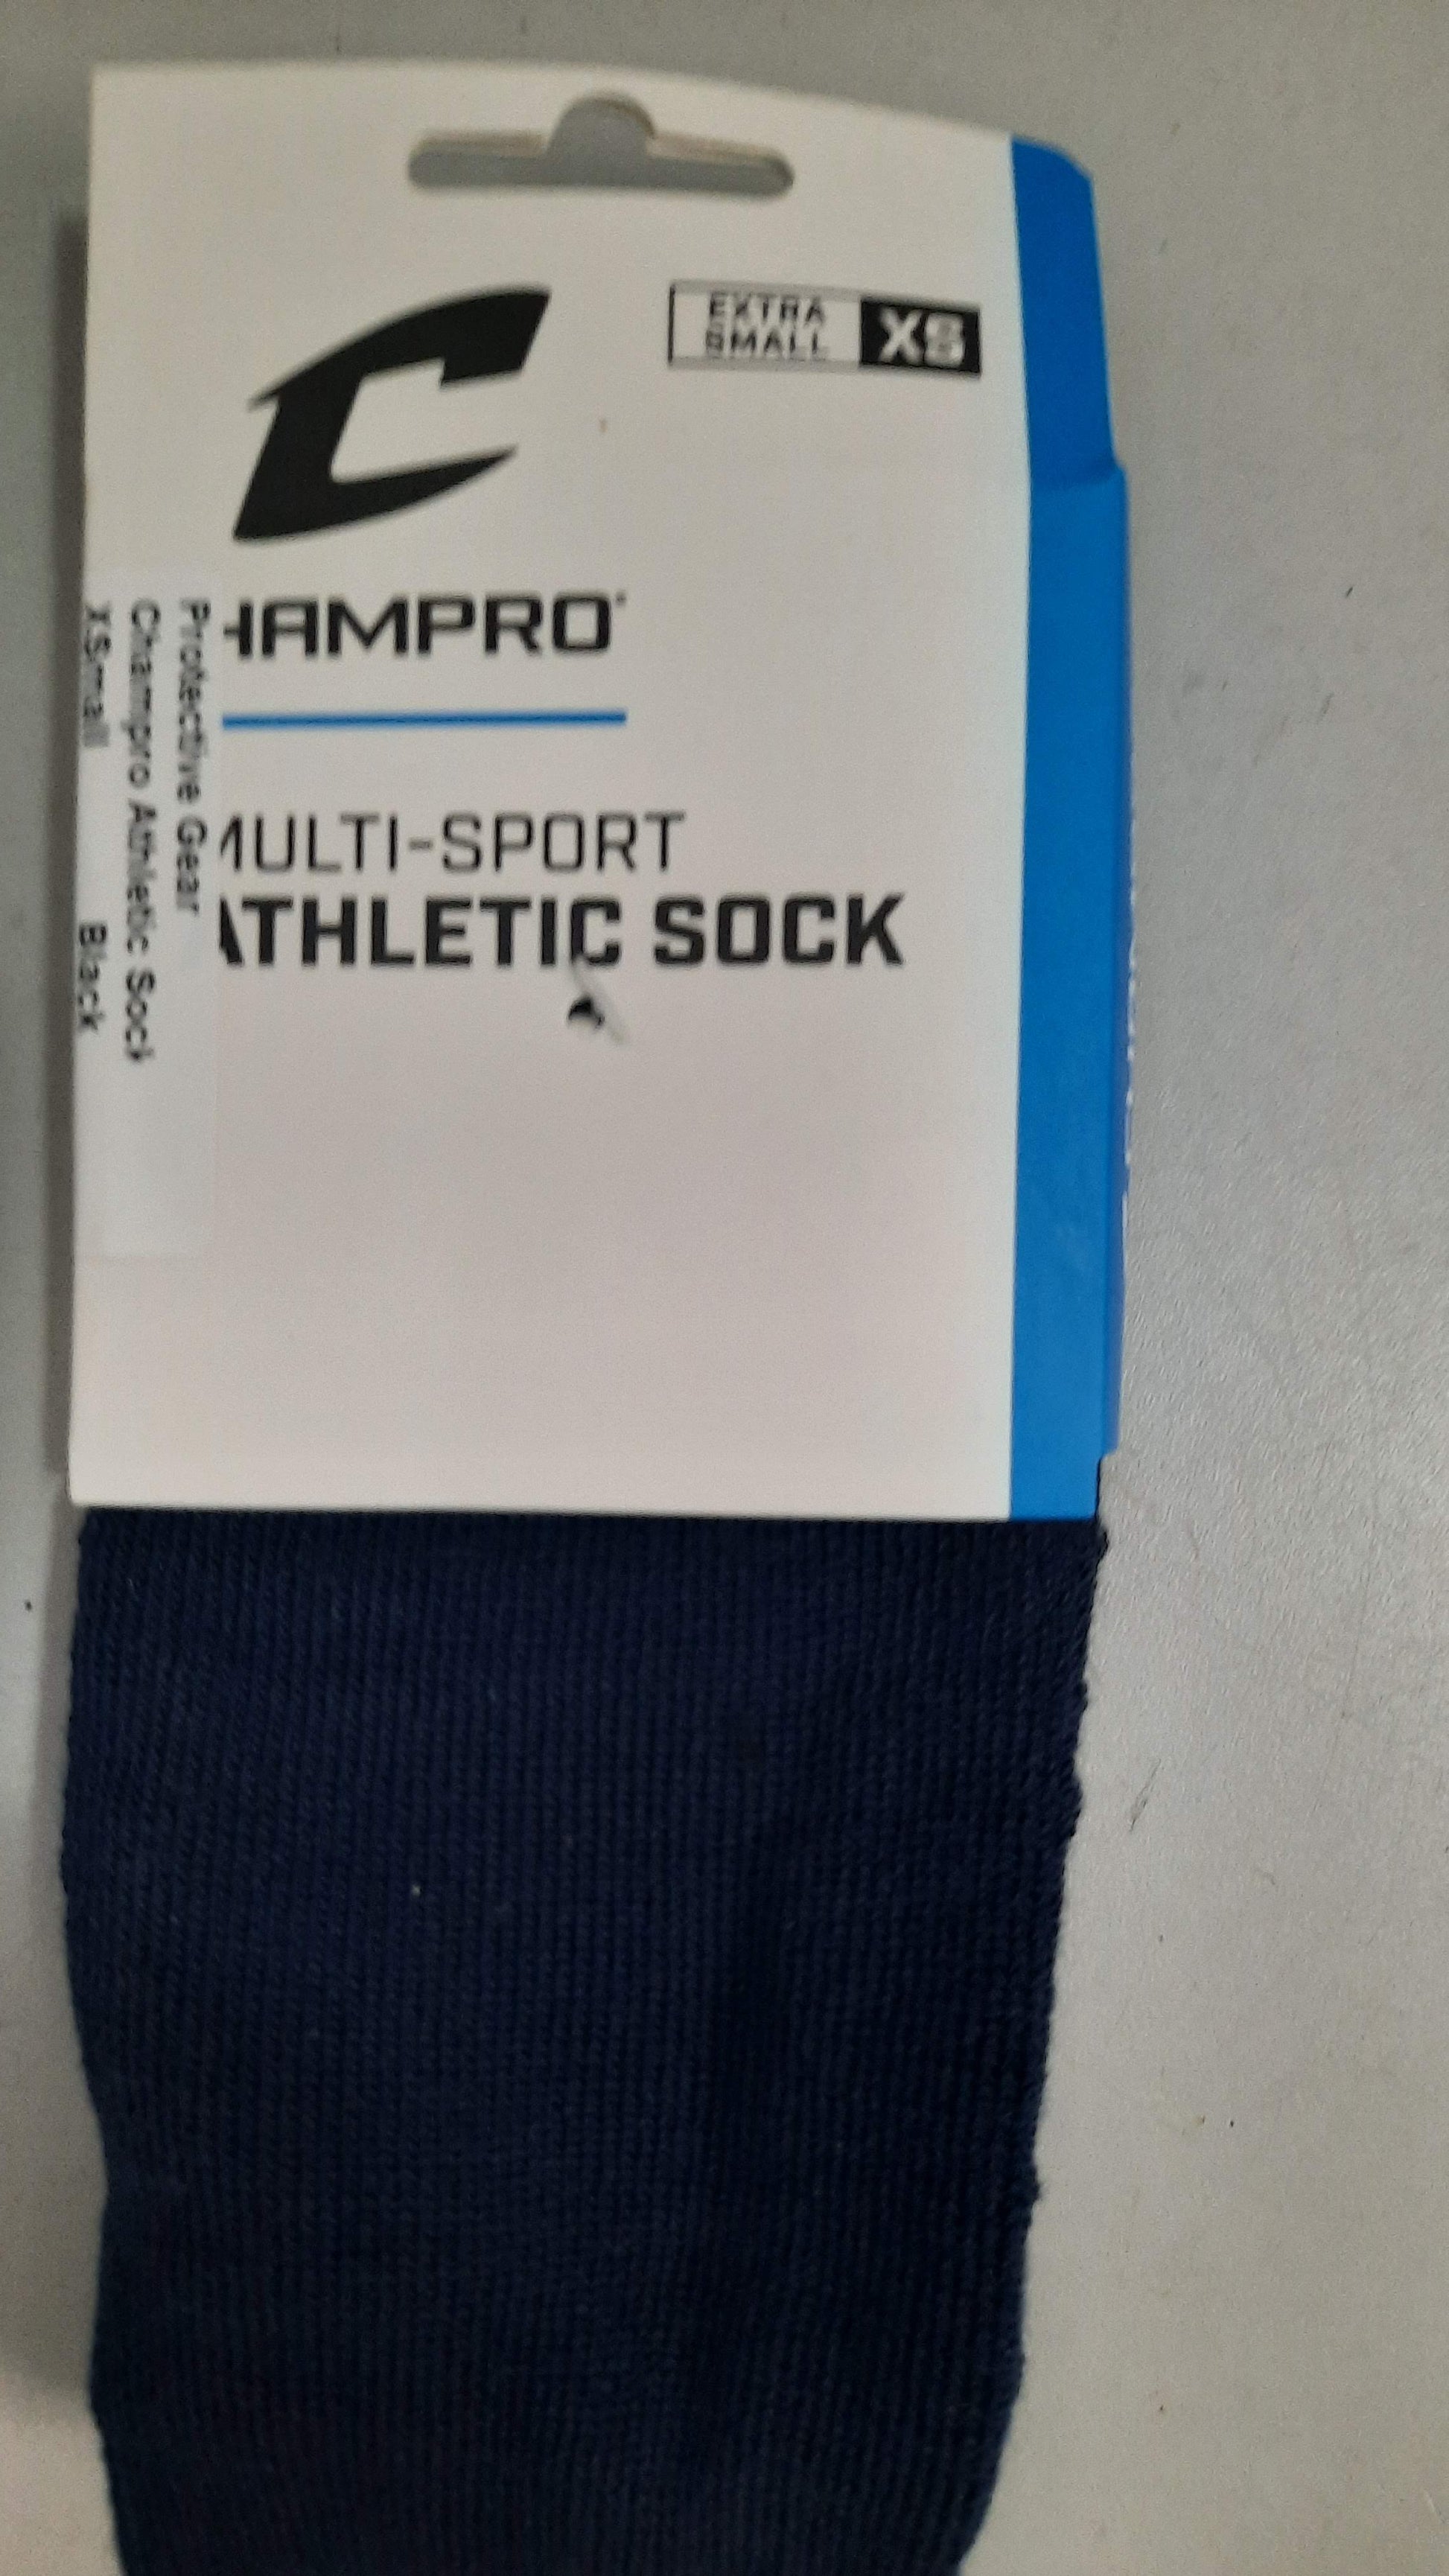 EXTRA
SMALL
XS
HAMPRO
MULTI-SPORT
ATHLETIC SOCK
Protective Gear
Champro Athletic Sock
XSmall Black